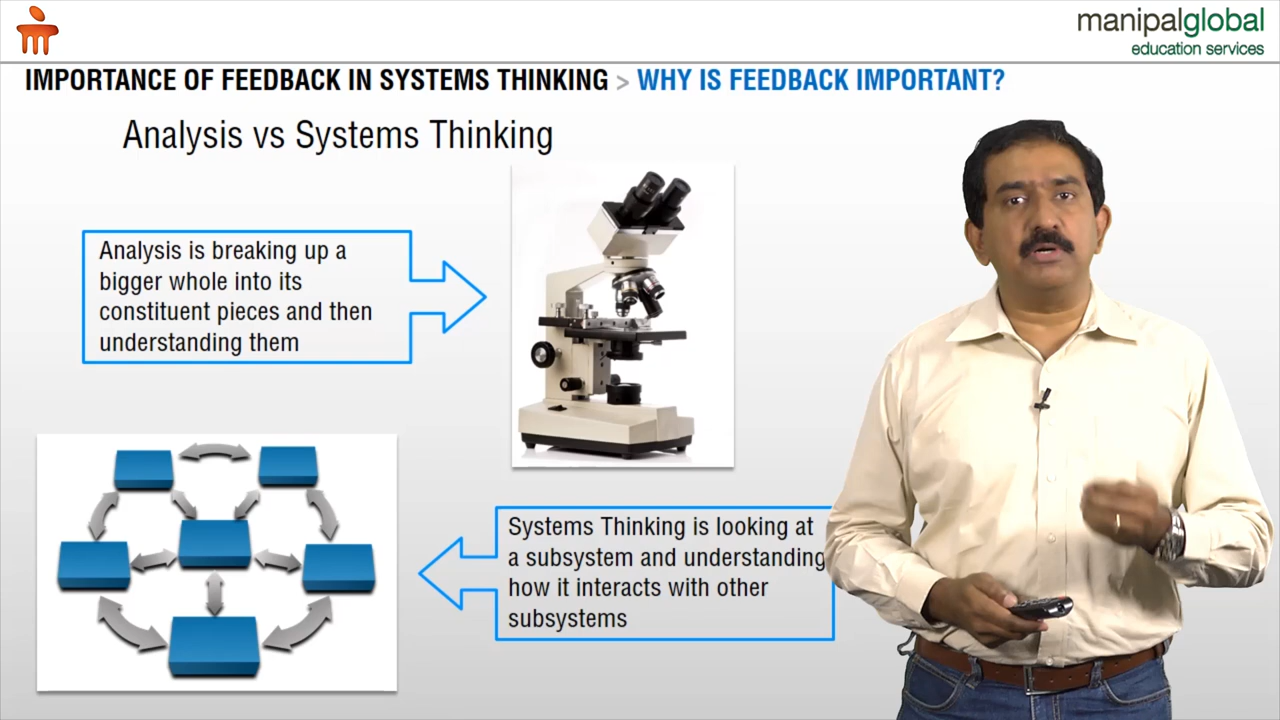 manipalglobal
education services
IMPORTANCE OF FEEDBACK IN SYSTEMS THINKING > WHY IS FEEDBACK IMPORTANT?
Analysis vs Systems Thinking
Analysis is breaking up a
bigger whole into its
constituent pieces and then
understanding them
Systems Thinking is looking at
a subsystem and understanding
how it interacts with other
subsystems